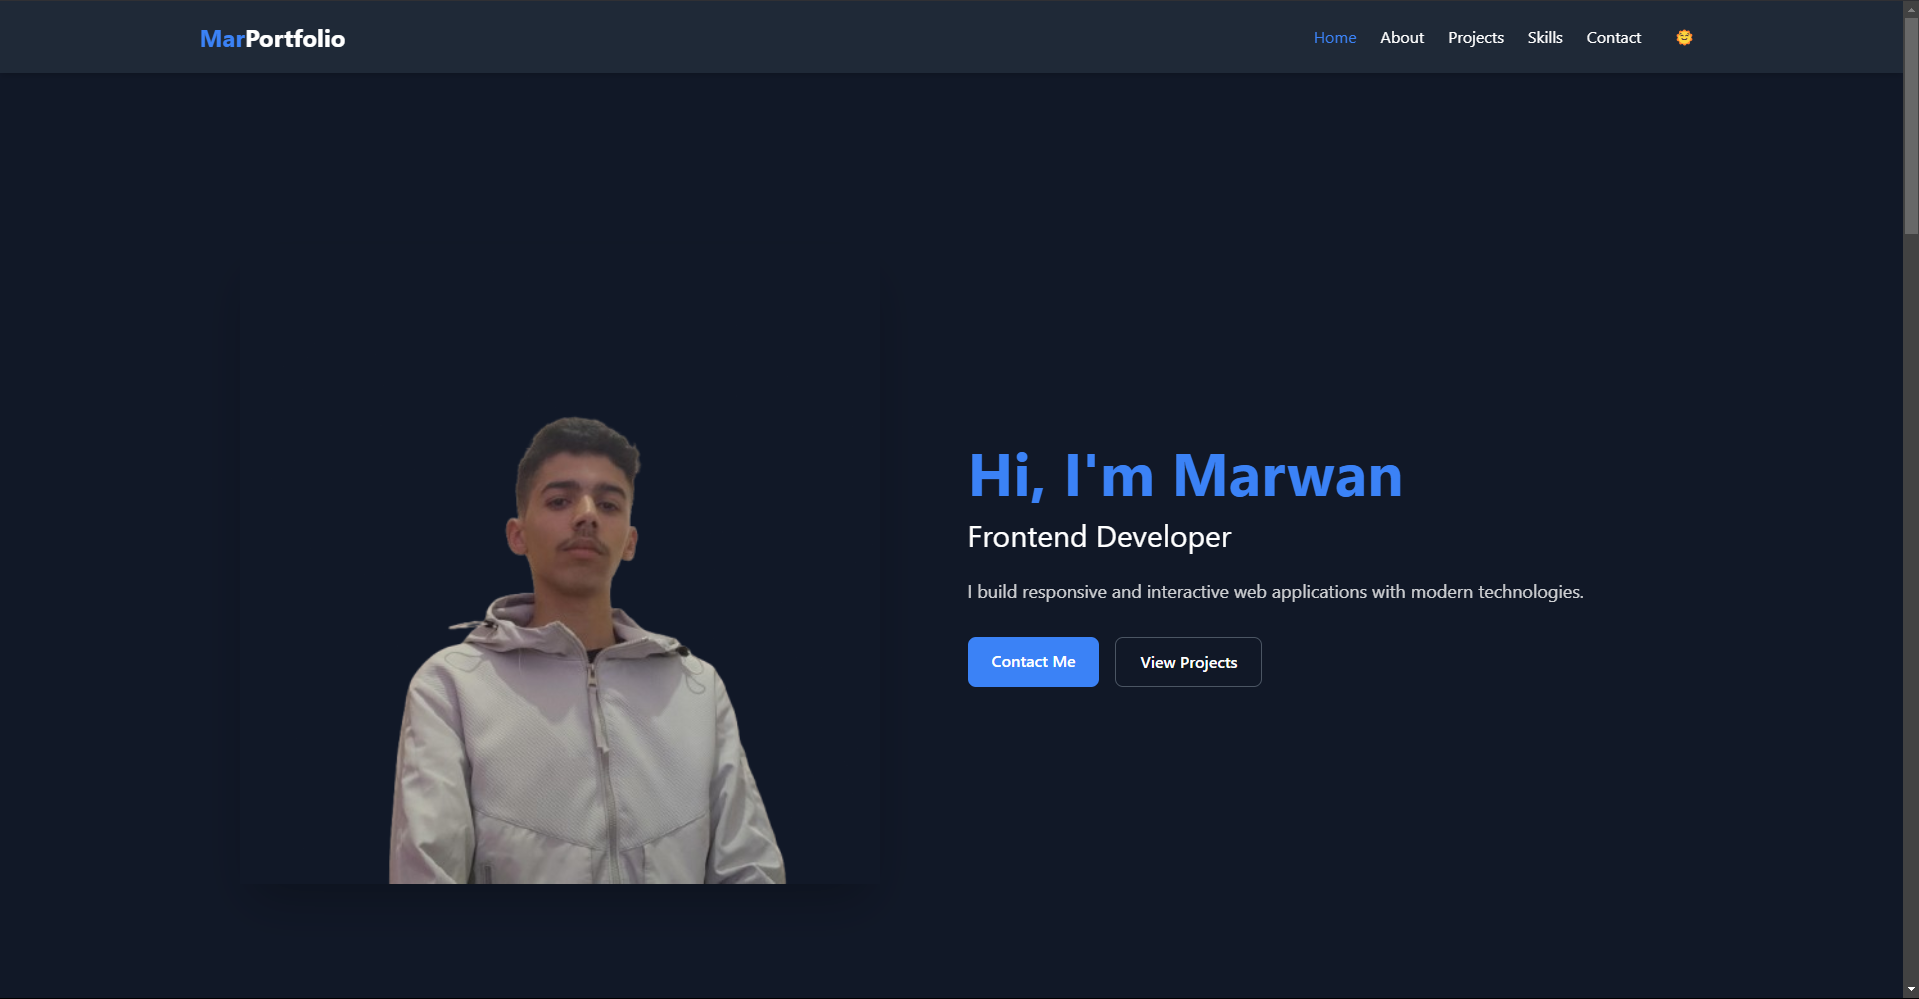 MarPortfolio
Home About Projects Skills Contact
Hi, I'm Marwan
Frontend Developer
I build responsive and interactive web applications with modern technologies.
Contact Me View Projects